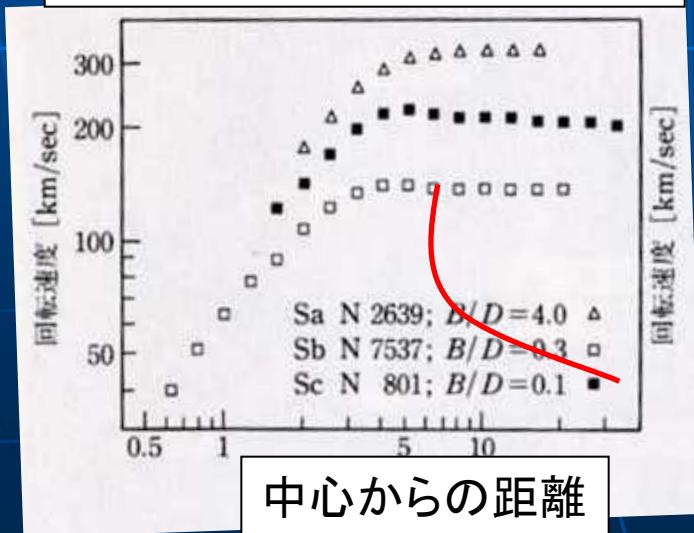 300
200
100
50
回転速度 [km/sec]
回転速度 [km/sec]
Sa N 2639; B/D=4.0 △
Sb N 7537; B/D=0.3 □
Sc N 801; B/D=0.1 ■
0.5 1 5 10
中心からの距離